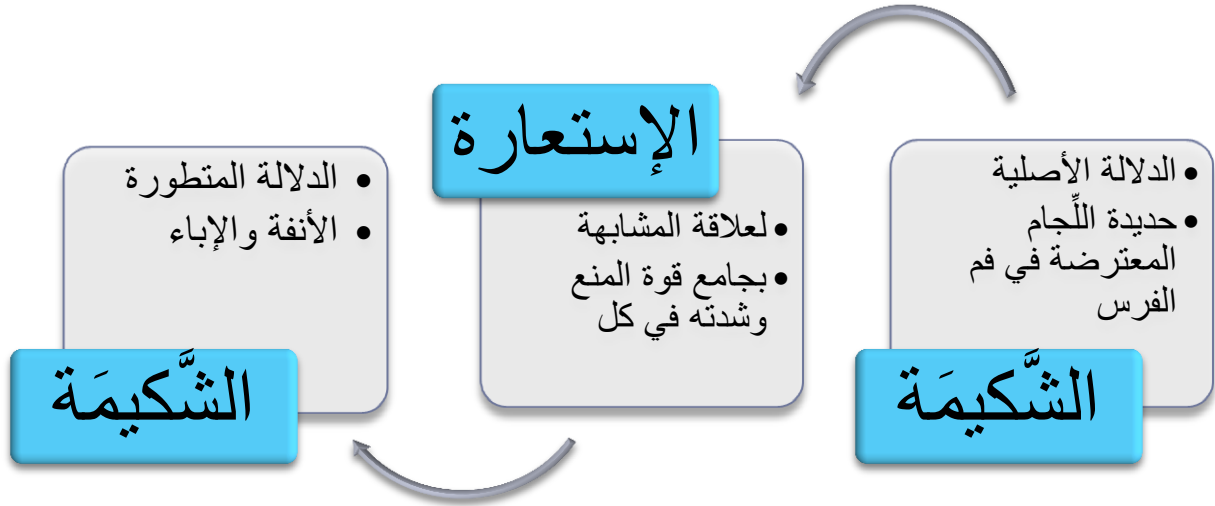 • الدلالة الأصلية
• حديدة اللِّجام
المعترضة في فم
الفرس
الشَّكيمَة
الإستعارة
• لعلاقة المشابهة
• بجامع قوة المنع
وشدته في كل
• الدلالة المتطورة
• الأنفة والإباء
الشَّكيمَة